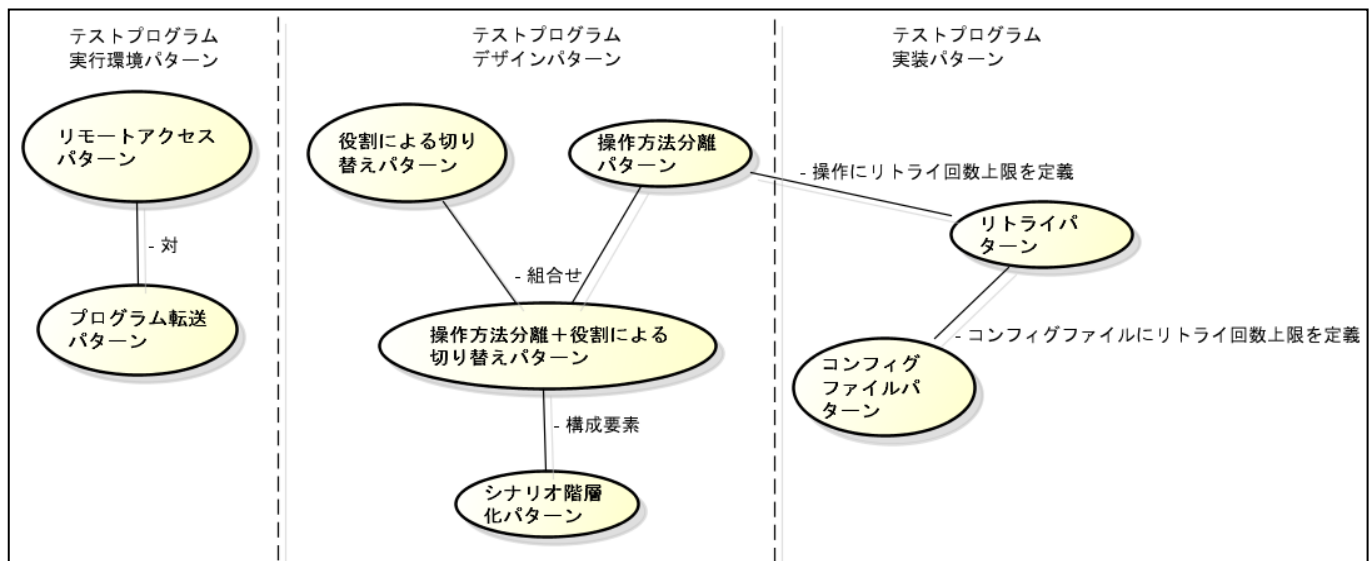 テストプログラム
実行環境パターン
リモートアクセス
パターン
- 対
プログラム転送
パターン
テストプログラム
デザインパターン
役割による切り
替えパターン
操作方法分離
パターン
- 組合せ
操作方法分離＋役割による
切り替えパターン
- 構成要素
シナリオ階層
化パターン
テストプログラム
実装パターン
- 操作にリトライ回数上限を定義
リトライパ
ターン
- コンフィグファイルにリトライ回数上限を定義
コンフィグ
ファイルパ
ターン